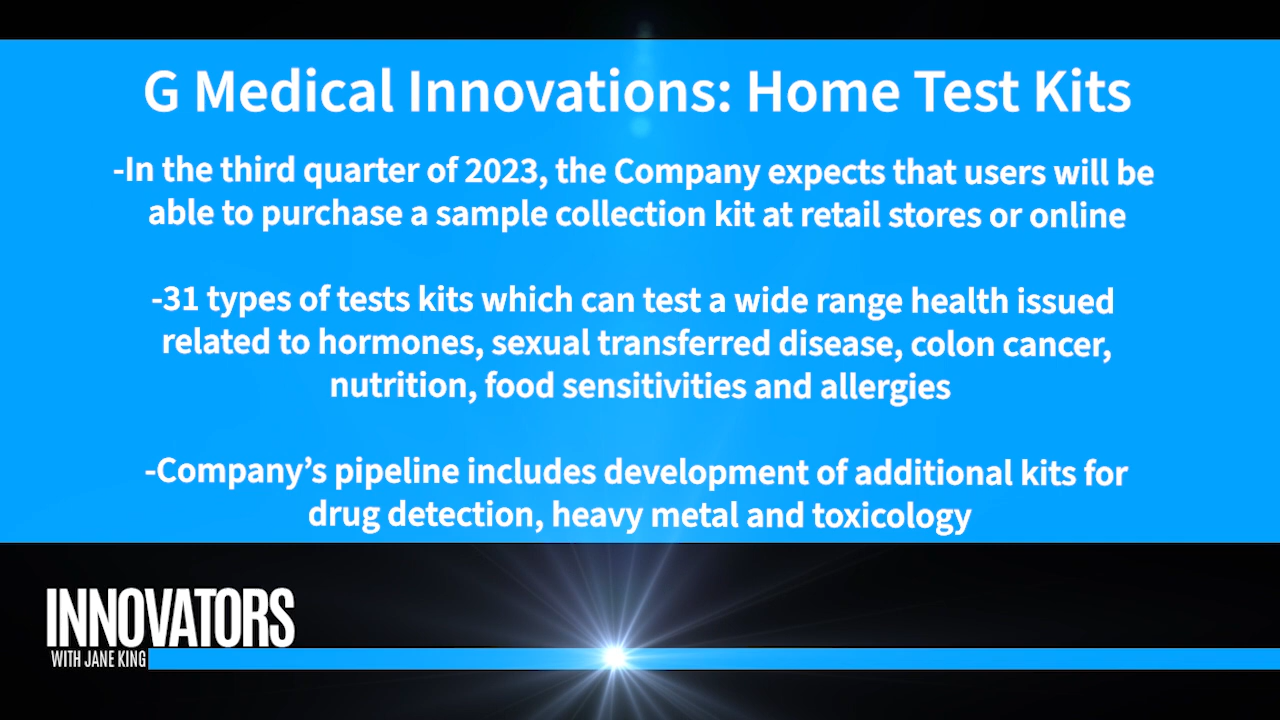 G Medical Innovations: Home Test Kits
-In the third quarter of 2023, the Company expects that users will be
able to purchase a sample collection kit at retail stores or online
-31 types of tests kits which can test a wide range health issued
related to hormones, sexual transferred disease, colon cancer,
nutrition, food sensitivities and allergies
-Company’s pipeline includes development of additional kits for
drug detection, heavy metal and toxicology
INNOVATORS
WITH JANE KING